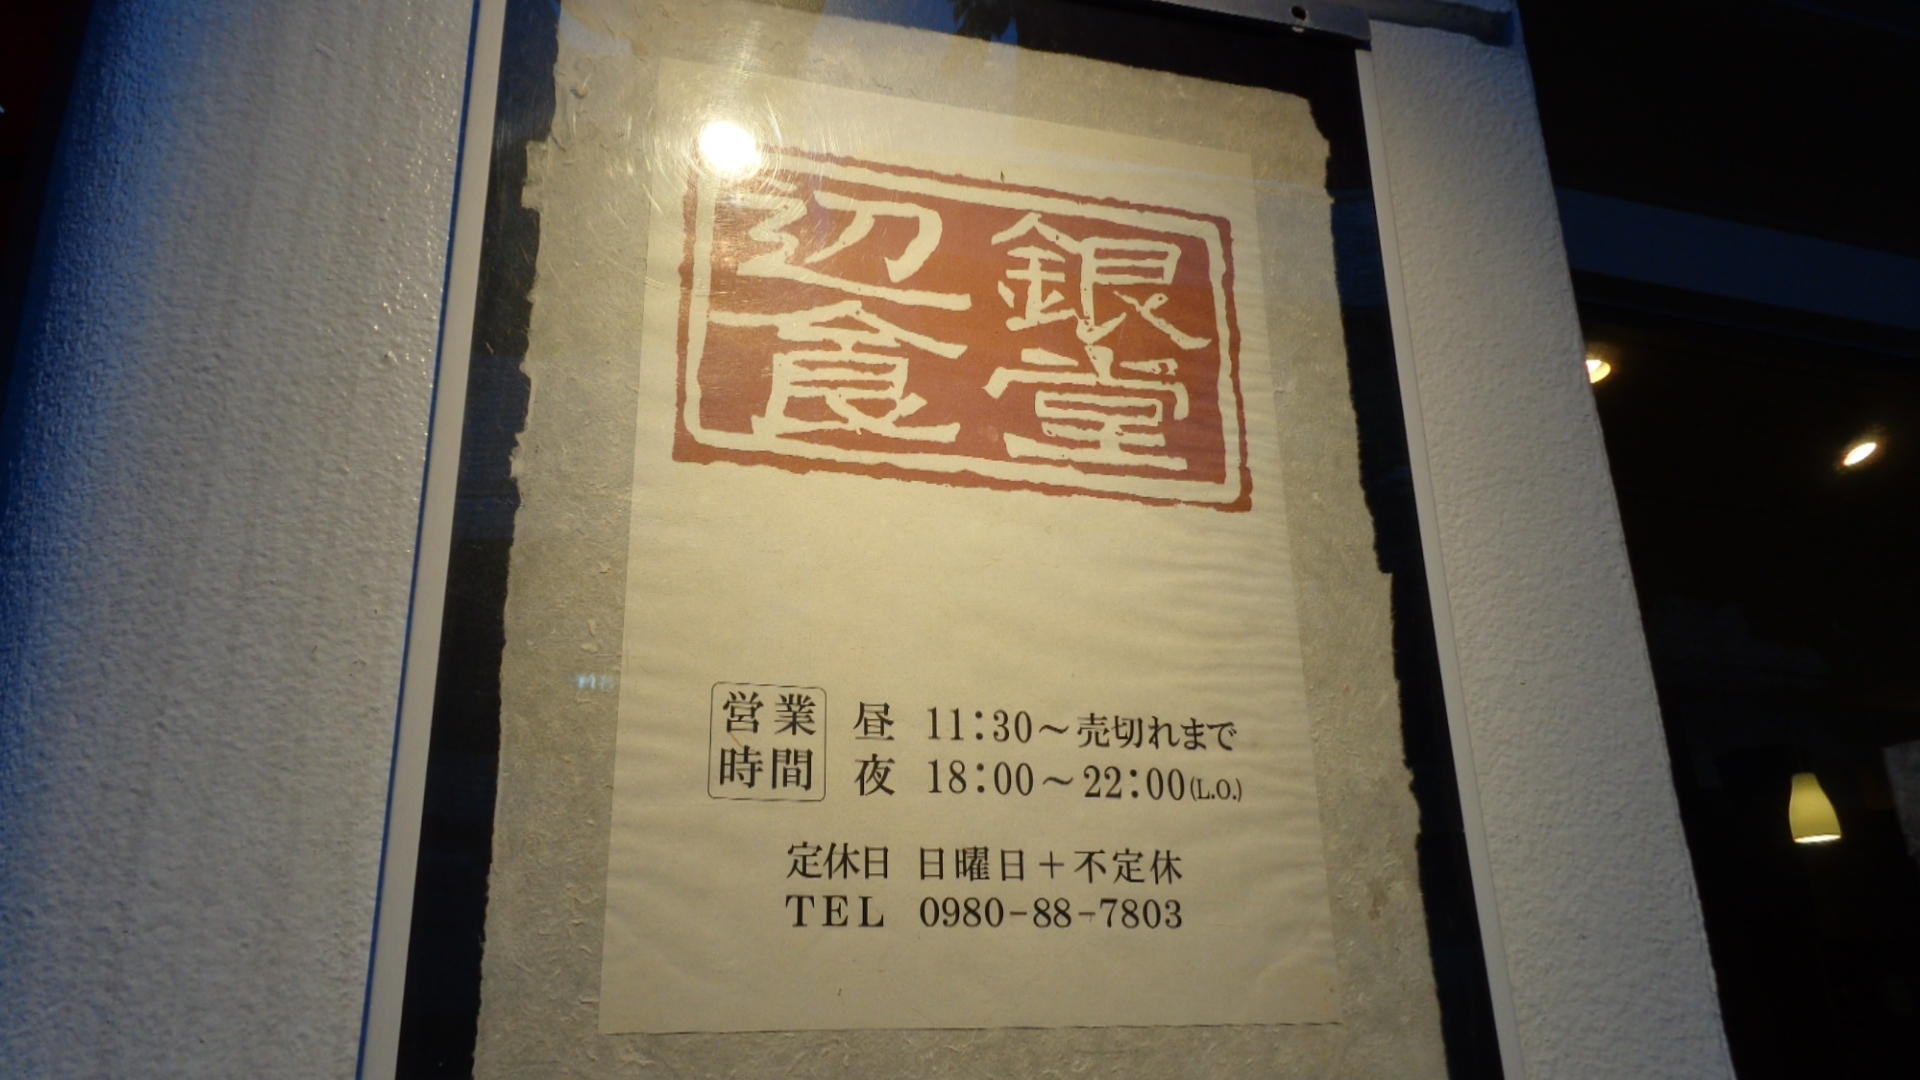 辺銀
食堂
営業時間
昼 11:30～売切れまで
夜 18:00～22:00(L.O.)
定休日 日曜日＋不定休
TEL 0980-88-7803